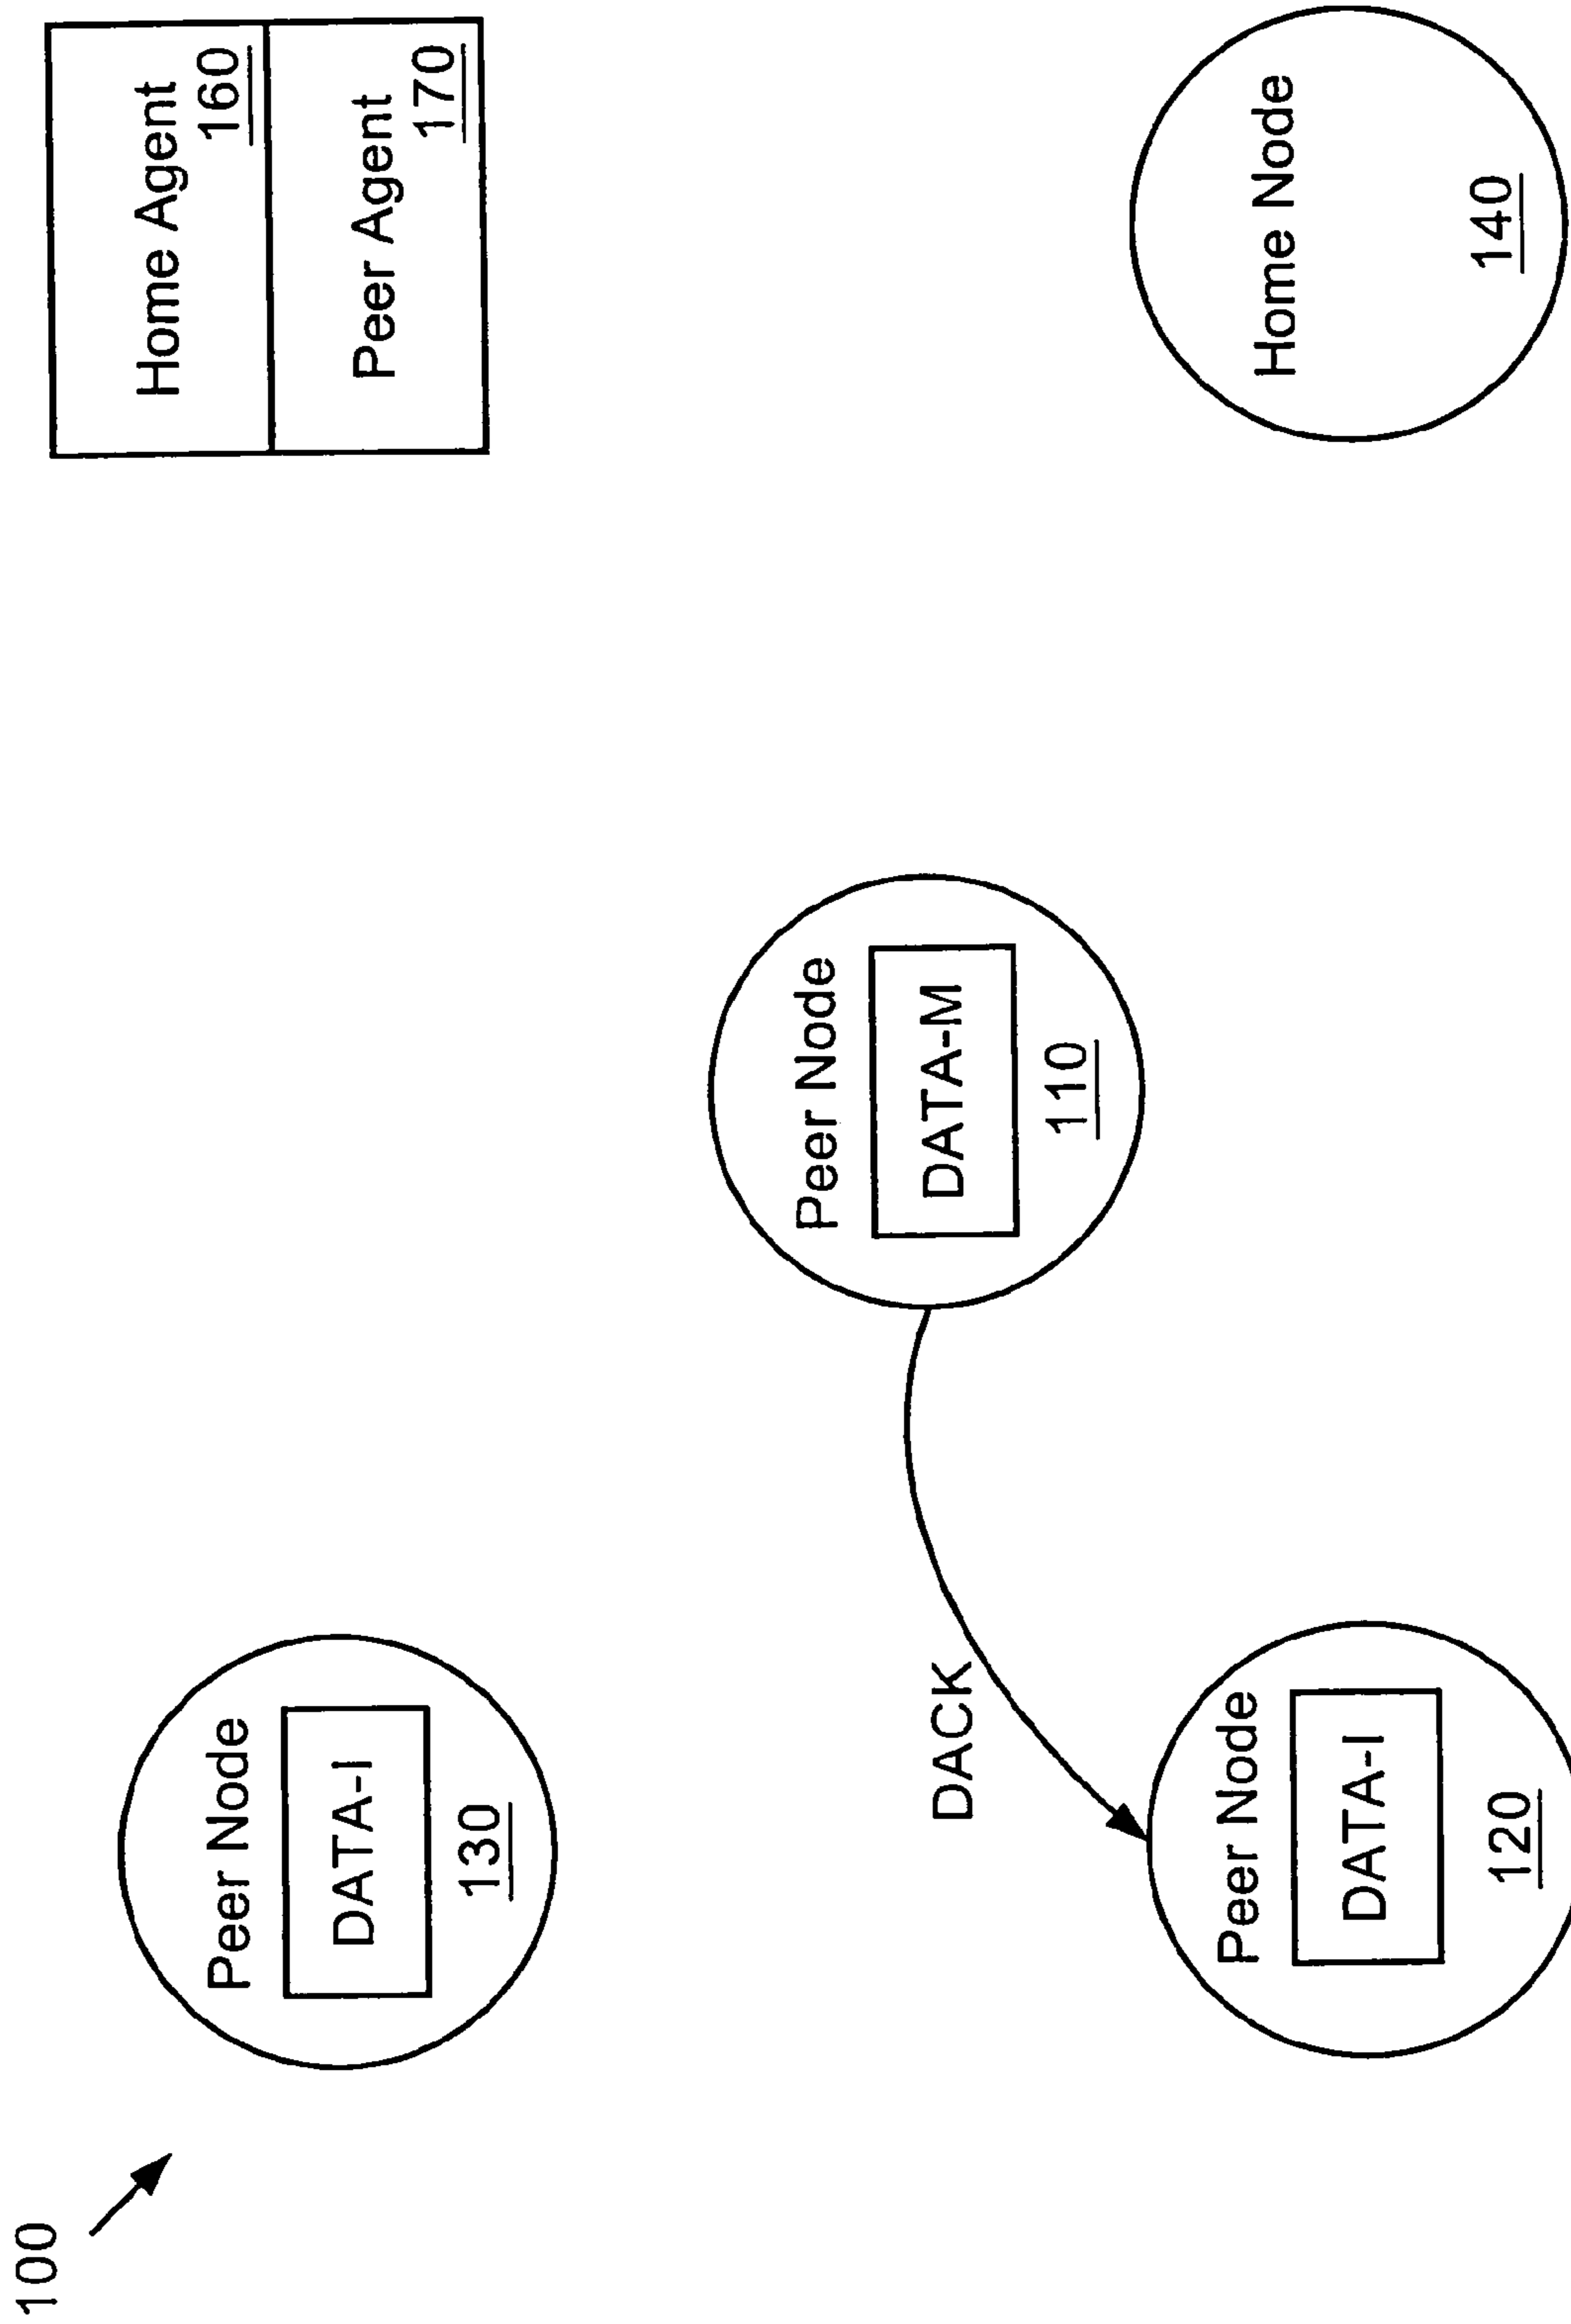 100
Peer Node
DATA-I
130
Home Agent
160
Peer Agent
170
Peer Node
DATA-M
110
DACK
Peer Node
DATA-I
120
Home Node
140